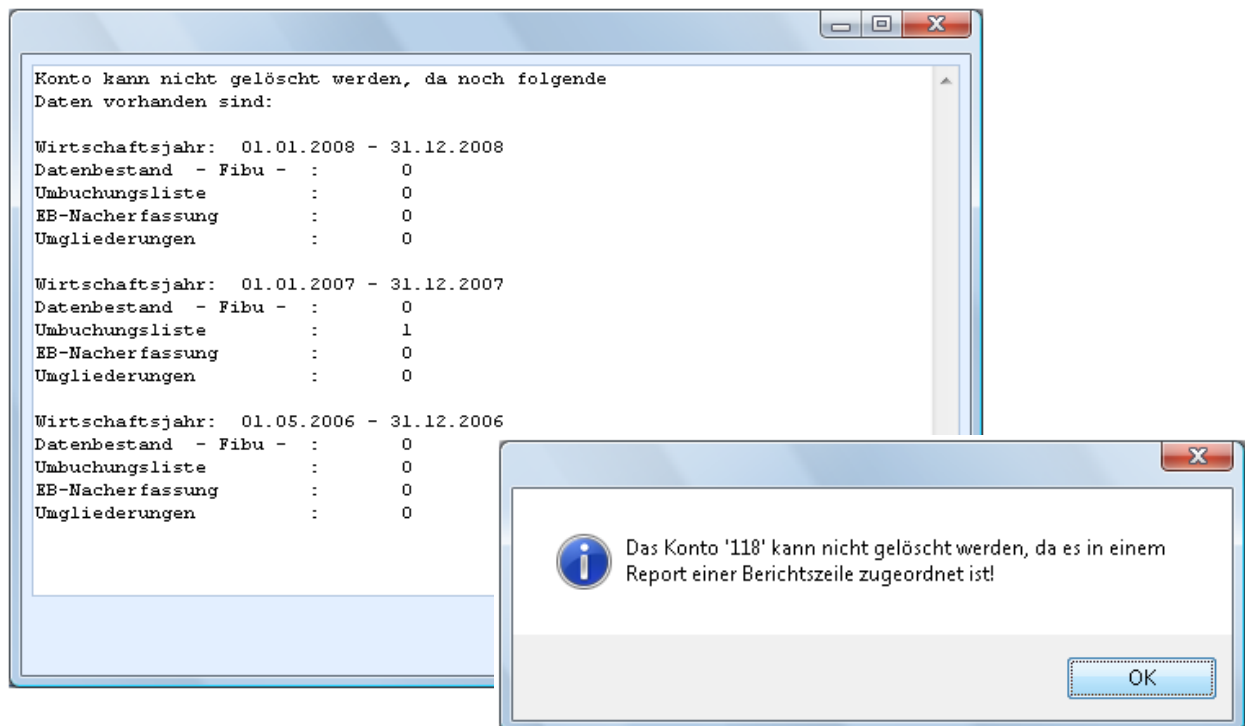 Konto kann nicht gelöscht werden, da noch folgende
Daten vorhanden sind:
Wirtschaftsjahr: 01.01.2008 - 31.12.2008
Datenbestand - Fibu - : 0
Umbuchungsliste : 0
EB-Nacherfassung : 0
Umgliederungen : 0
Wirtschaftsjahr: 01.01.2007 - 31.12.2007
Datenbestand - Fibu - : 0
Umbuchungsliste : 1
EB-Nacherfassung : 0
Umgliederungen : 0
Wirtschaftsjahr: 01.05.2006 - 31.12.2006
Datenbestand - Fibu - : 0
Umbuchungsliste : 0
EB-Nacherfassung : 0
Umgliederungen : 0
Das Konto '118' kann nicht gelöscht werden, da es in einem
Report einer Berichtszeile zugeordnet ist!
OK